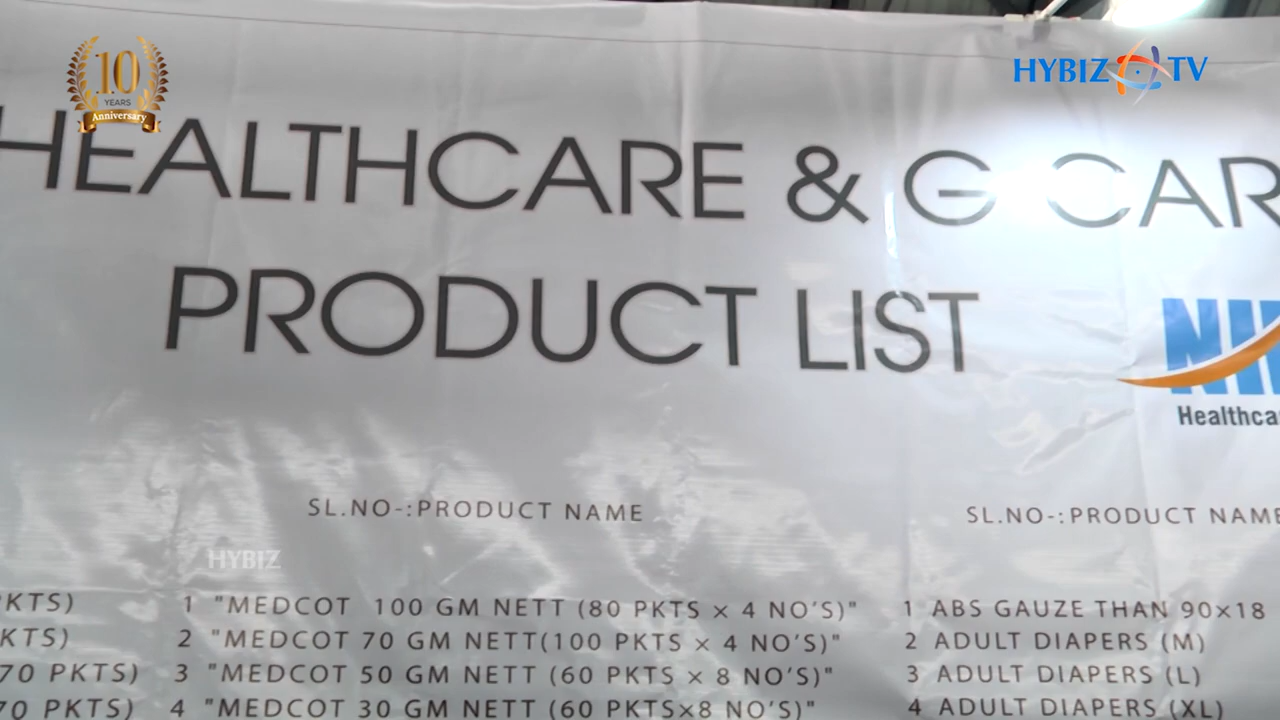 10
YEARS
Anniversary
HYBIZ TV
HEALTHCARE & G CAR
PRODUCT LIST
NI
Healthca
SL.NO-:PRODUCT NAME
SL.NO-:PRODUCT NAME
HYBIZ
PKTS)
1 "MEDCOT 100 GM NETT (80 PKTS × 4 NO'S)"
1 ABS GAUZE THAN 90×18
KTS)
2 "MEDCOT 70 GM NETT(100 PKTS × 4 NO'S)"
2 ADULT DIAPERS (M)
70 PKTS)
3 "MEDCOT 50 GM NETT (60 PKTS × 8 NO'S)"
3 ADULT DIAPERS (L)
70 PKTS)
4 "MEDCOT 30 GM NETT (60 PKTS×8 NO'S)"
4 ADULT DIAPERS (XL)